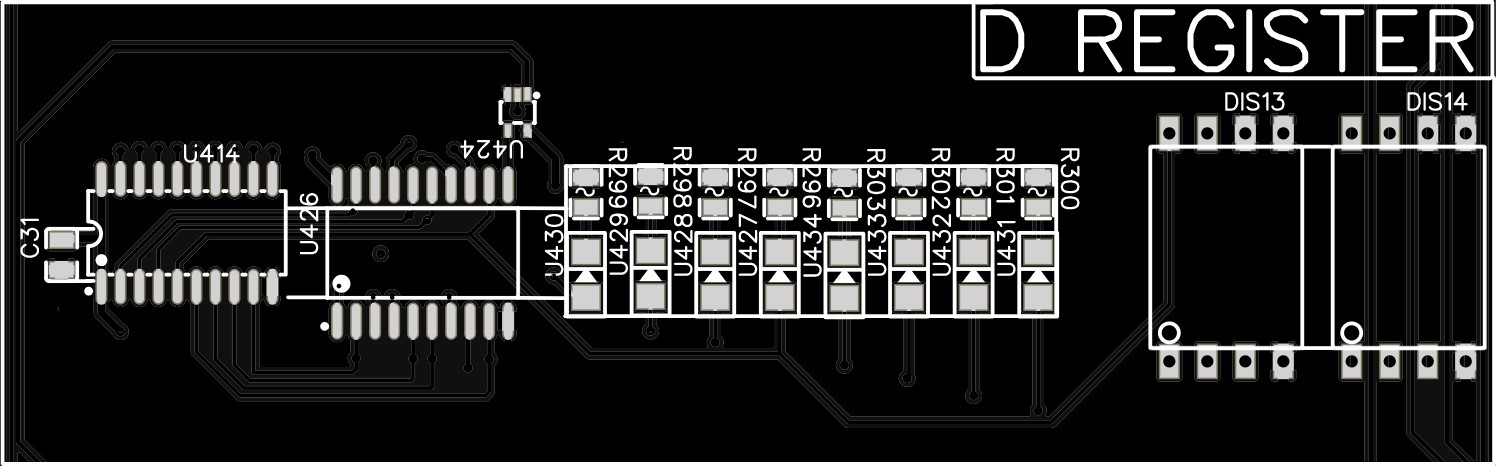 D REGISTER
DIS13
DIS14
U414
U424
C31
U426
U430
R299
U429
R298
U428
R297
U427
R296
U434
R303
U433
R302
U432
R301
U431
R300